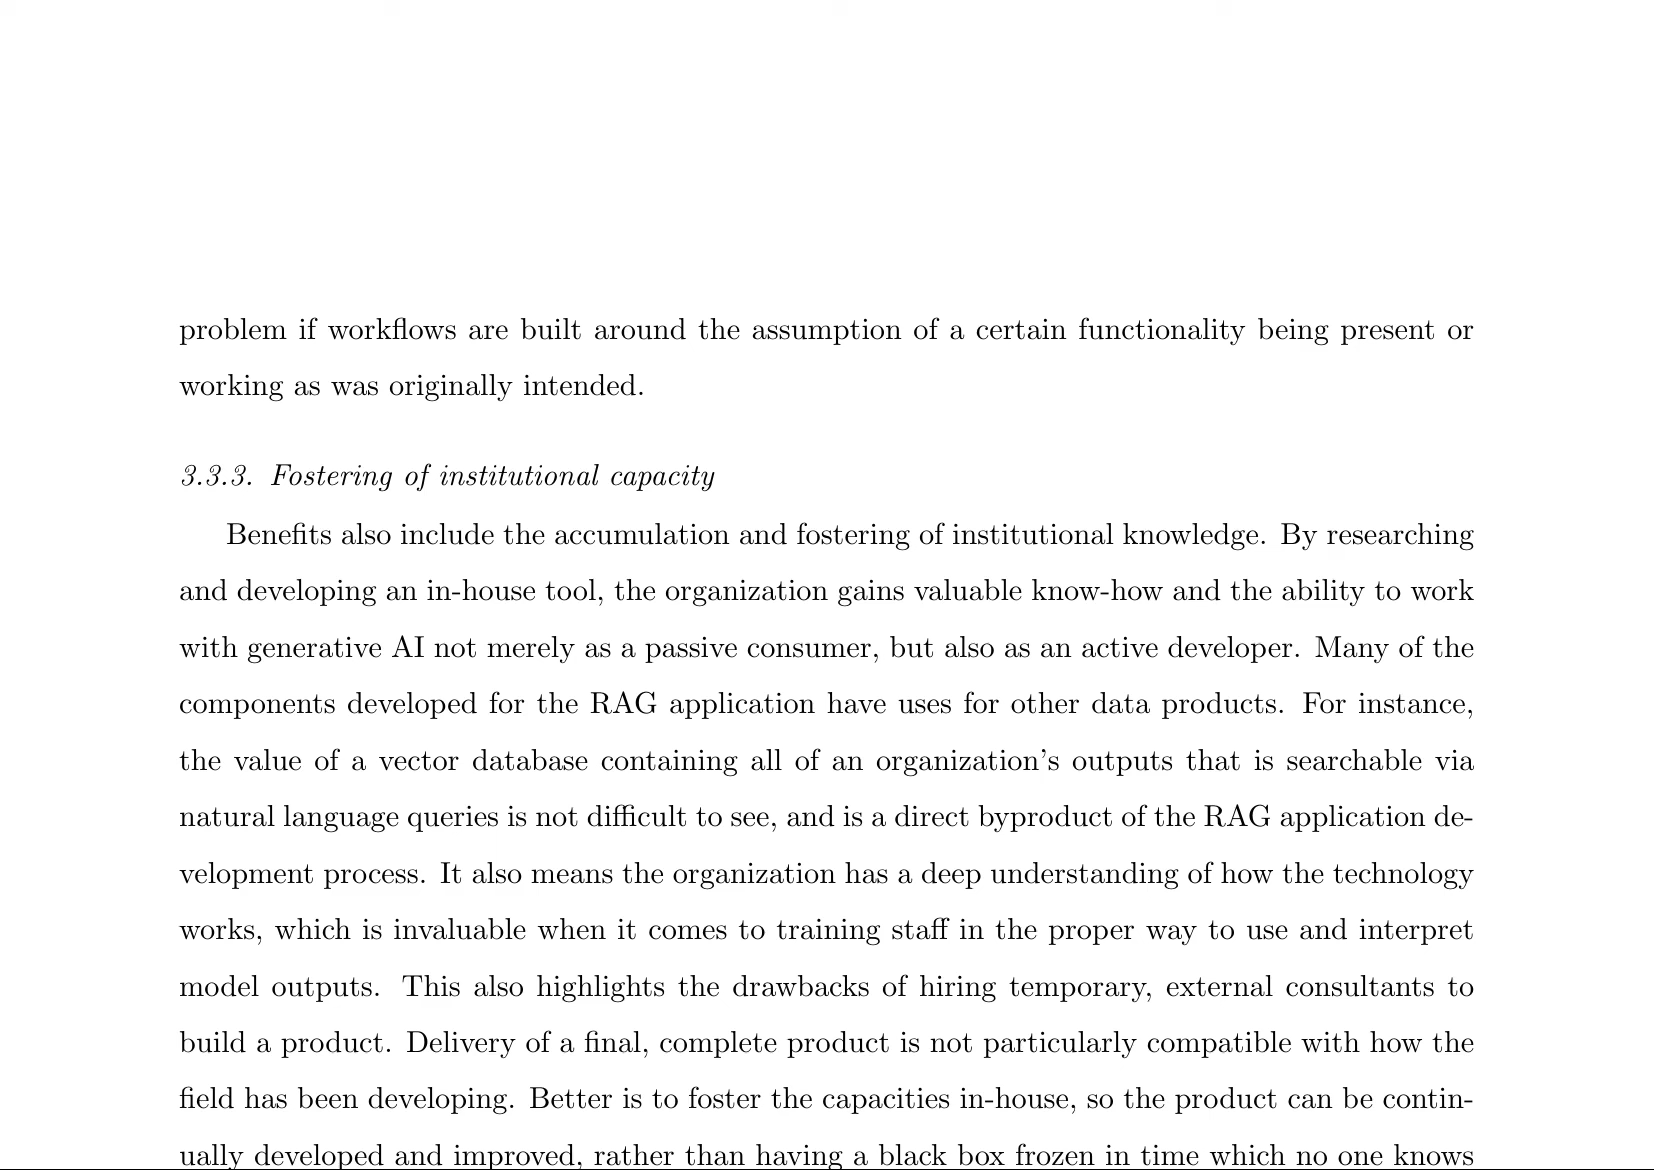 problem if workflows are built around the assumption of a certain functionality being present or
working as was originally intended.
3.3.3. Fostering of institutional capacity
Benefits also include the accumulation and fostering of institutional knowledge. By researching
and developing an in-house tool, the organization gains valuable know-how and the ability to work
with generative AI not merely as a passive consumer, but also as an active developer. Many of the
components developed for the RAG application have uses for other data products. For instance,
the value of a vector database containing all of an organization's outputs that is searchable via
natural language queries is not difficult to see, and is a direct byproduct of the RAG application de-
velopment process. It also means the organization has a deep understanding of how the technology
works, which is invaluable when it comes to training staff in the proper way to use and interpret
model outputs. This also highlights the drawbacks of hiring temporary, external consultants to
build a product. Delivery of a final, complete product is not particularly compatible with how the
field has been developing. Better is to foster the capacities in-house, so the product can be contin-
ually developed and improved, rather than having a black box frozen in time which no one knows